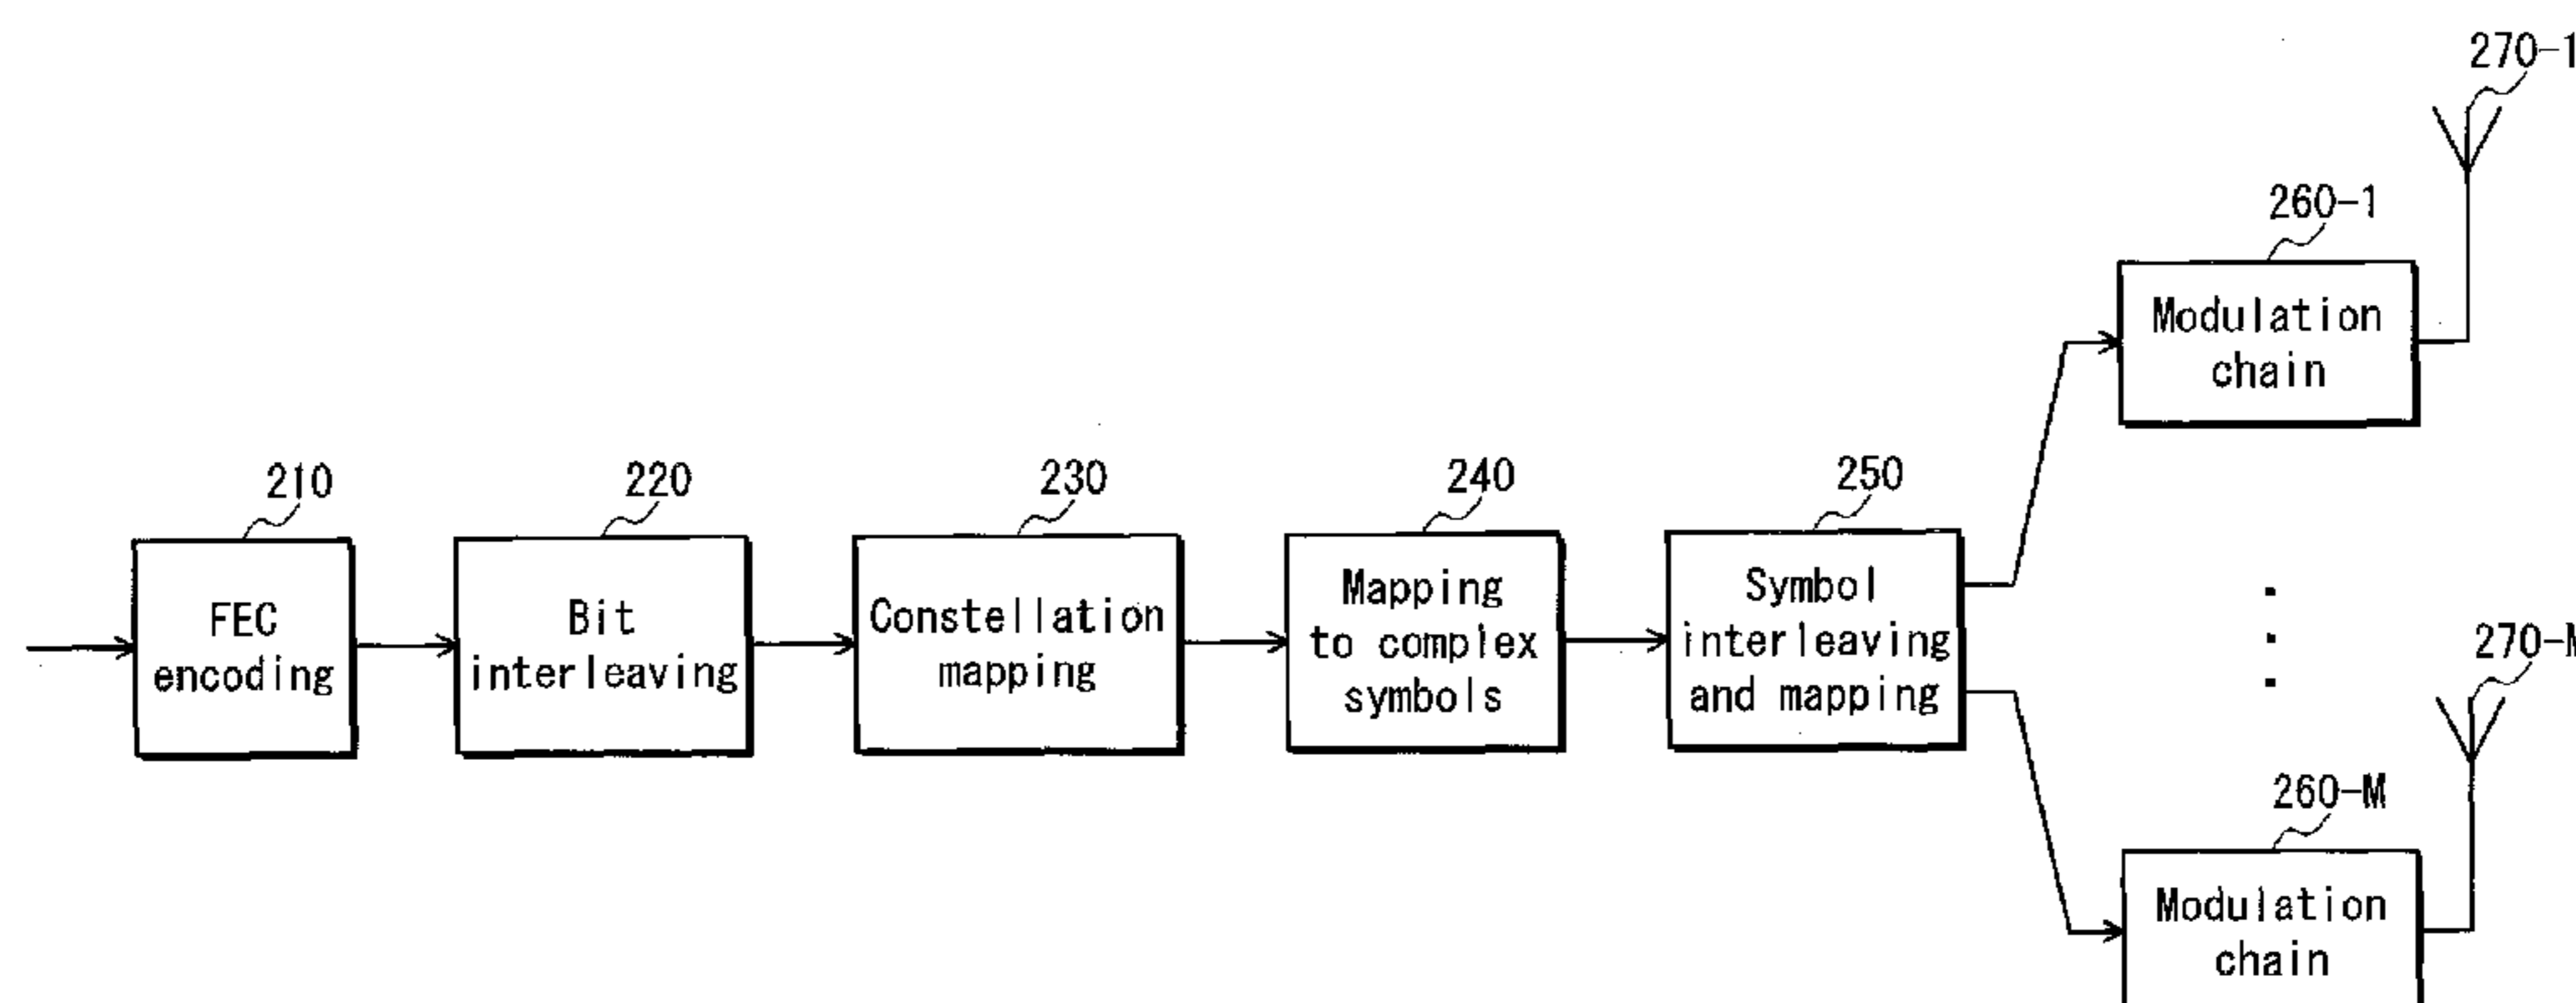 270-1
260-1
Modulation
chain
210
220
230
240
250
FEC
encoding
Bit
interleaving
Constellation
mapping
Mapping
to complex
symbols
Symbol
interleaving
and mapping
270-M
260-M
Modulation
chain